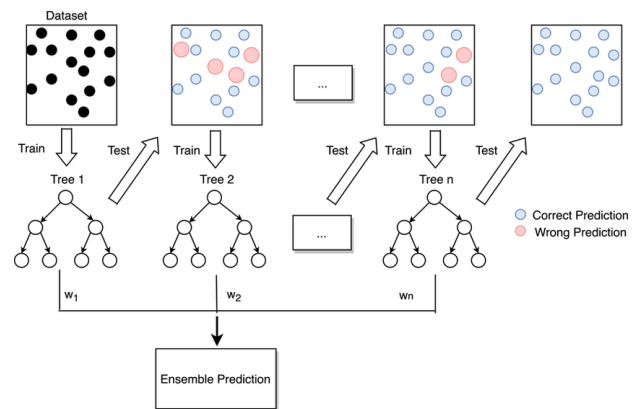 Dataset
...
Train
Test
Train
Test
Train
Test
Tree 1
Tree 2
Tree n
...
Correct Prediction
Wrong Prediction
w1
w2
wn
Ensemble Prediction